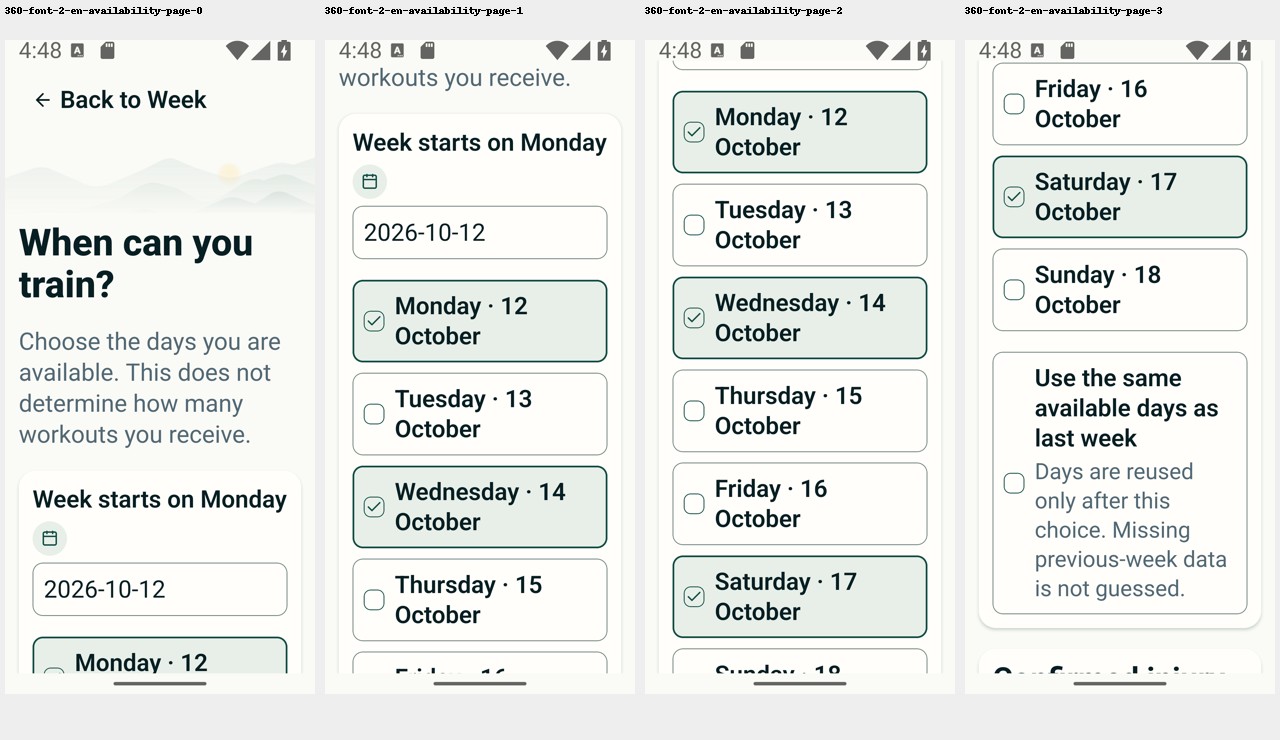 360-font-2-en-availability-page-0
4:48
Back to Week
When can you
train?
Choose the days you are
available. This does not
determine how many
workouts you receive.
Week starts on Monday
2026-10-12
Monday · 12
360-font-2-en-availability-page-1
4:48
workouts you receive.
Week starts on Monday
2026-10-12
Monday · 12
October
Tuesday · 13
October
Wednesday · 14
October
Thursday · 15
October
Friday · 16
360-font-2-en-availability-page-2
4:48
Monday · 12
October
Tuesday · 13
October
Wednesday · 14
October
Thursday · 15
October
Friday · 16
October
Saturday · 17
October
Sunday · 18
360-font-2-en-availability-page-3
4:48
Friday · 16
October
Saturday · 17
October
Sunday · 18
October
Use the same
available days as
last week
Days are reused
only after this
choice. Missing
previous-week data
is not guessed.
Confirmed injury